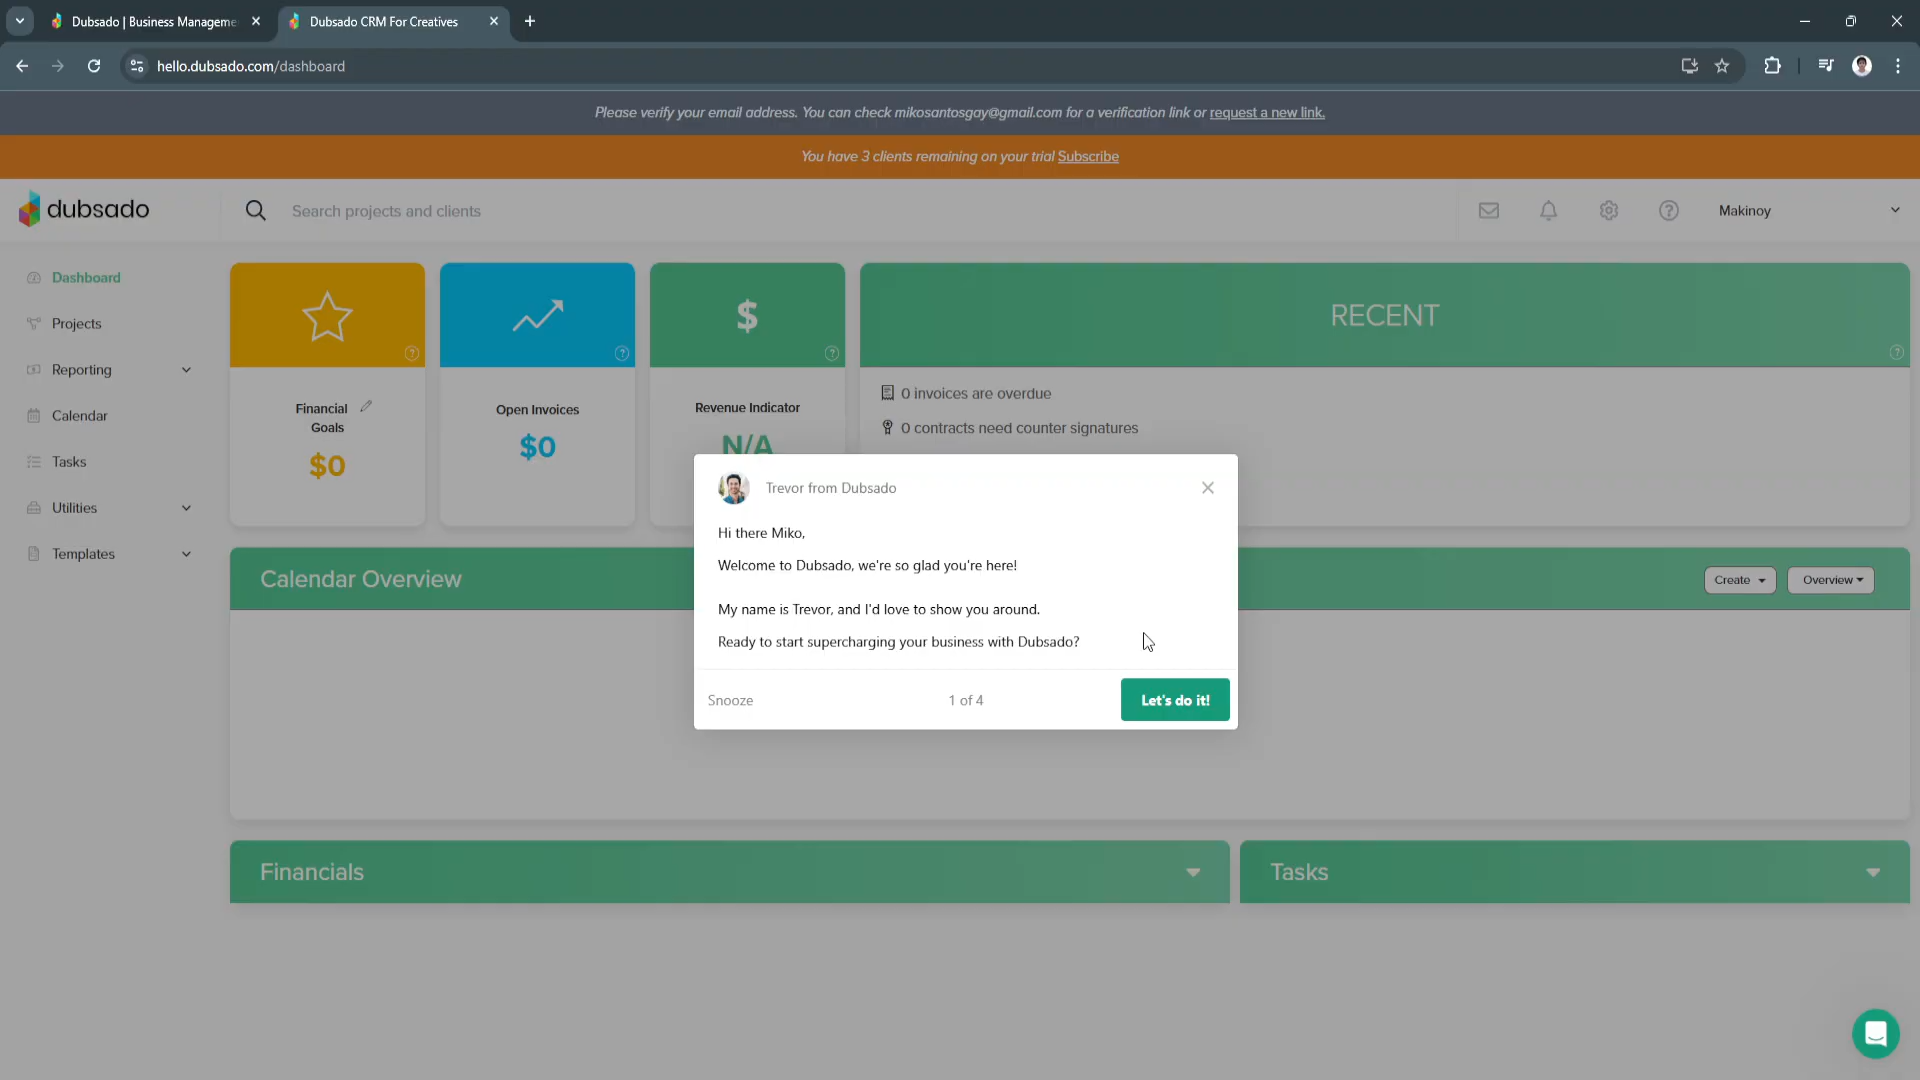 Dubsado | Business Manageme
Dubsado CRM For Creatives
hello.dubsado.com/dashboard
Please verify your email address. You can check mikosantosgay@gmail.com for a verification link or request a new link.
You have 3 clients remaining on your trial Subscribe
dubsado
Search projects and clients
Makinoy
Dashboard
Projects
Reporting
Calendar
Tasks
Utilities
Templates
Financial
Goals
$0
Open Invoices
$0
$
Revenue Indicator
N/A
RECENT
0 invoices are overdue
0 contracts need counter signatures
Trevor from Dubsado
Hi there Miko,
Welcome to Dubsado, we're so glad you're here!
My name is Trevor, and I'd love to show you around.
Ready to start supercharging your business with Dubsado?
Snooze
1 of 4
Let's do it!
Calendar Overview
Create
Overview
Financials
Tasks